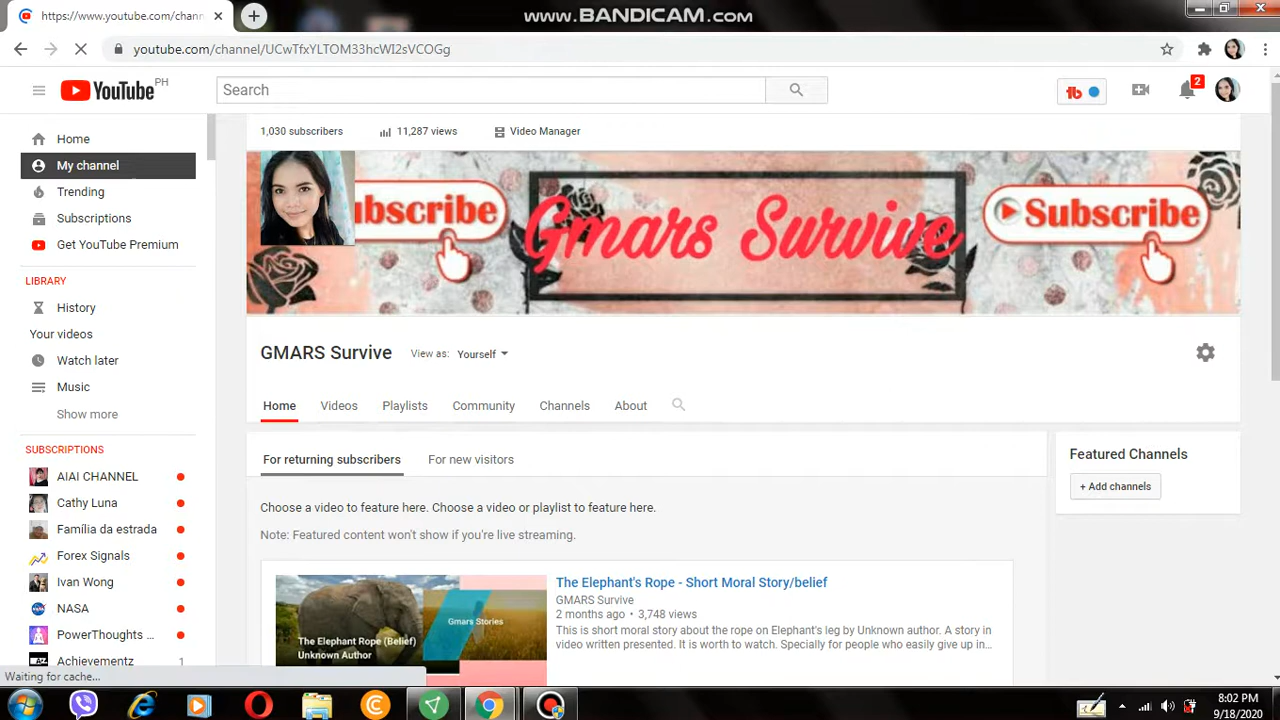 https://www.youtube.com/chann
WWW.BANDICAM.COM
youtube.com/channel/UCwTfxYLTOM33hcWI2sVCOGg
YouTube PH
Search
2
Home
My channel
Trending
Subscriptions
Get YouTube Premium
LIBRARY
History
Your videos
Watch later
Music
Show more
SUBSCRIPTIONS
AIAI CHANNEL
Cathy Luna
Família da estrada
Forex Signals
Ivan Wong
NASA
PowerThoughts ...
Achievementz 1
1,030 subscribers 11,287 views Video Manager
ubscribe
Gmars Survive
Subscribe
GMARS Survive View as: Yourself
Home Videos Playlists Community Channels About
For returning subscribers For new visitors
Choose a video to feature here. Choose a video or playlist to feature here.
Note: Featured content won't show if you're live streaming.
The Elephant Rope (Belief)
Unknown Author
Gmars Stories
The Elephant's Rope - Short Moral Story/belief
GMARS Survive
2 months ago • 3,748 views
This is short moral story about the rope on Elephant's leg by Unknown author. A story in
video written presented. It is worth to watch. Specially for people who easily give up in...
Featured Channels
+ Add channels
Waiting for cache...
8:02 PM
9/18/2020